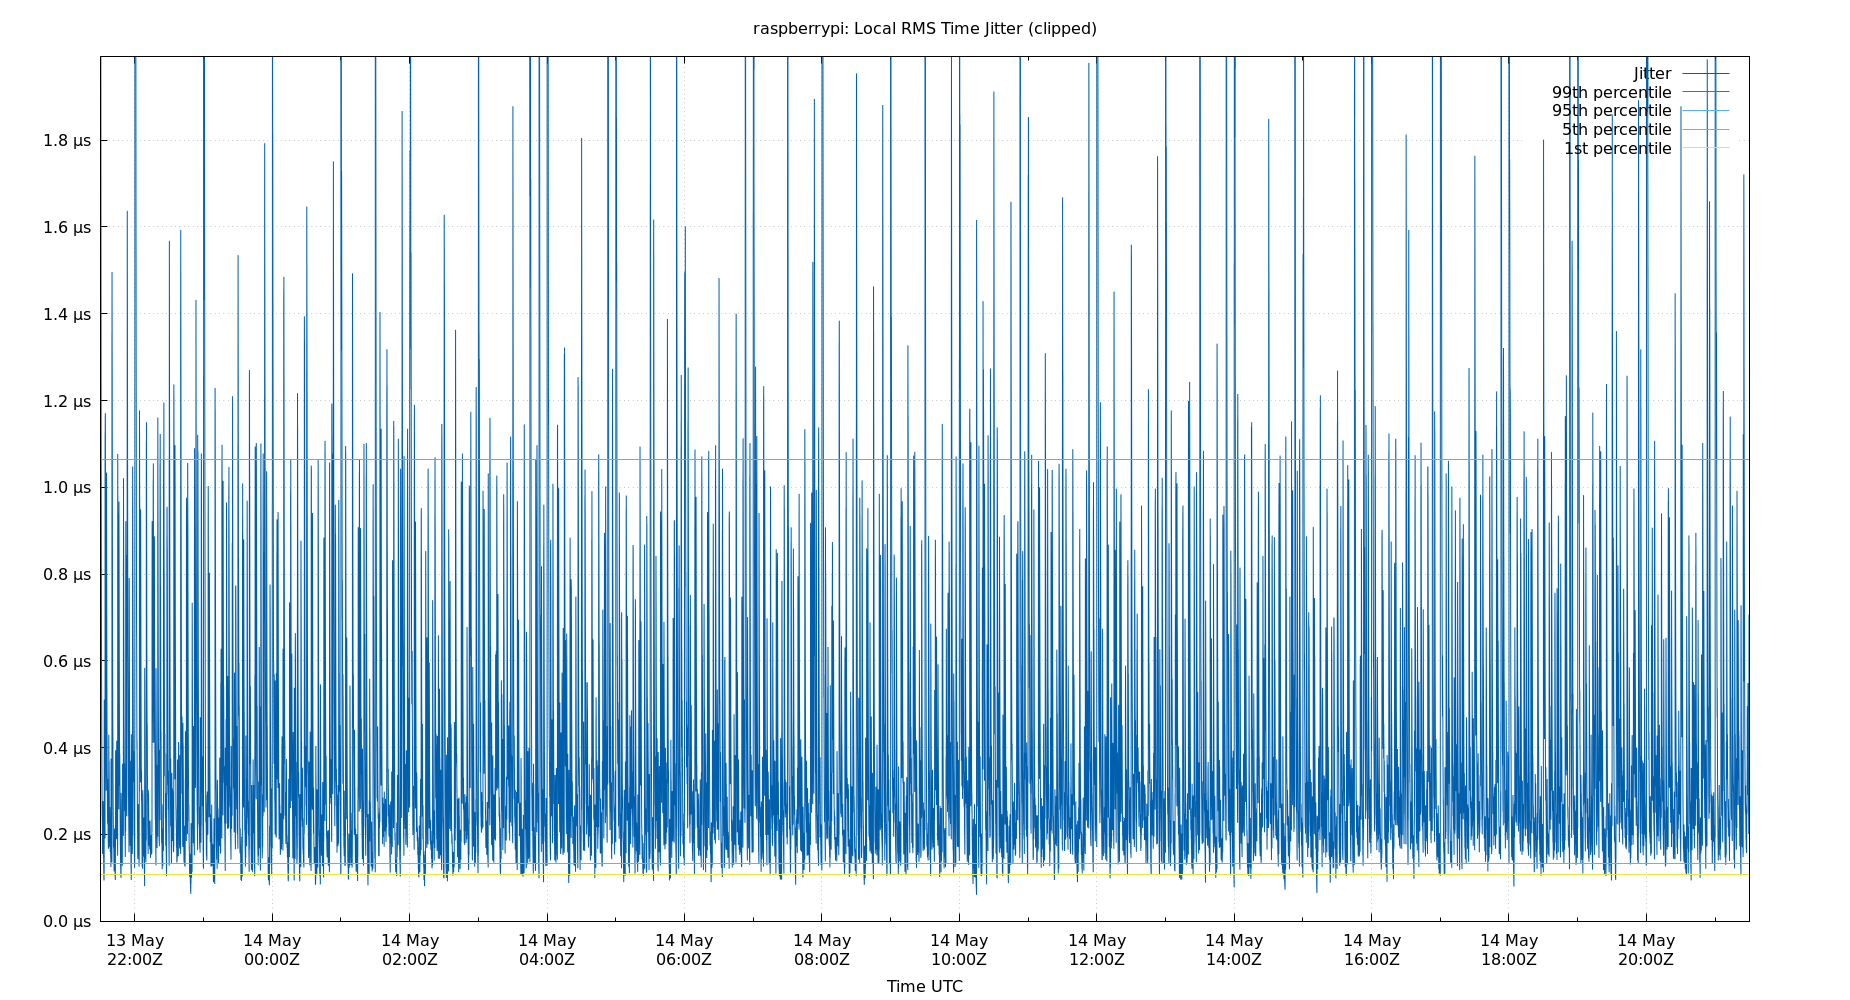 raspberrypi: Local RMS Time Jitter (clipped)
Jitter
99th percentile
95th percentile
5th percentile
1st percentile
1.8 μs
1.6 μs
1.4 μs
1.2 μs
1.0 μs
0.8 μs
0.6 μs
0.4 μs
0.2 μs
0.0 μs
13 May 14 May 14 May 14 May 14 May 14 May 14 May 14 May 14 May 14 May 14 May 14 May
22:00Z 00:00Z 02:00Z 04:00Z 06:00Z 08:00Z 10:00Z 12:00Z 14:00Z 16:00Z 18:00Z 20:00Z
Time UTC